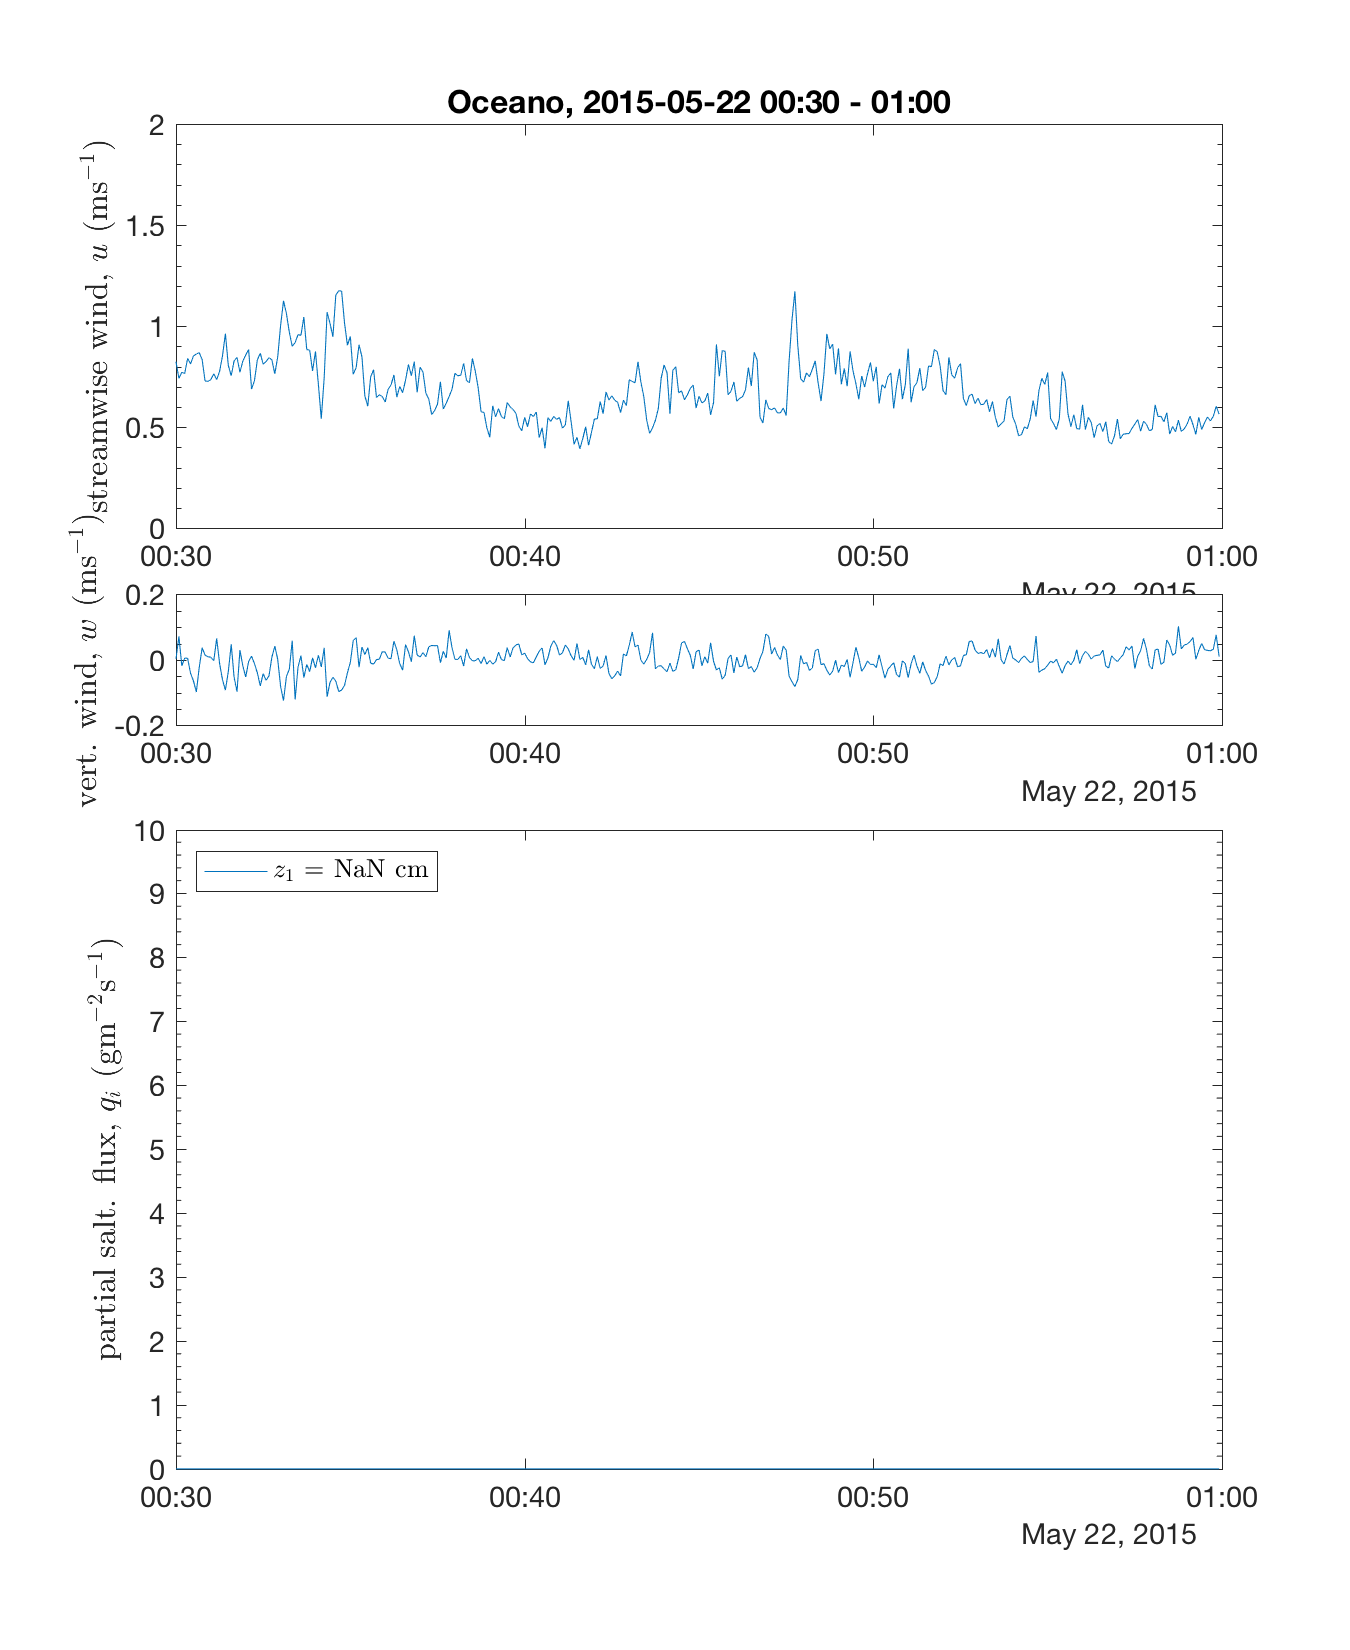 Oceano, 2015-05-22 00:30 - 01:00
streamwise wind, u (ms⁻¹)
2
1.5
1
0.5
0
00:30 00:40 00:50 01:00
May 22, 2015
vert. wind, w (ms⁻¹)
0.2
0
-0.2
00:30 00:40 00:50 01:00
May 22, 2015
partial salt. flux, qᵢ (gm⁻²s⁻¹)
10
9
8
7
6
5
4
3
2
1
0
z₁ = NaN cm
00:30 00:40 00:50 01:00
May 22, 2015